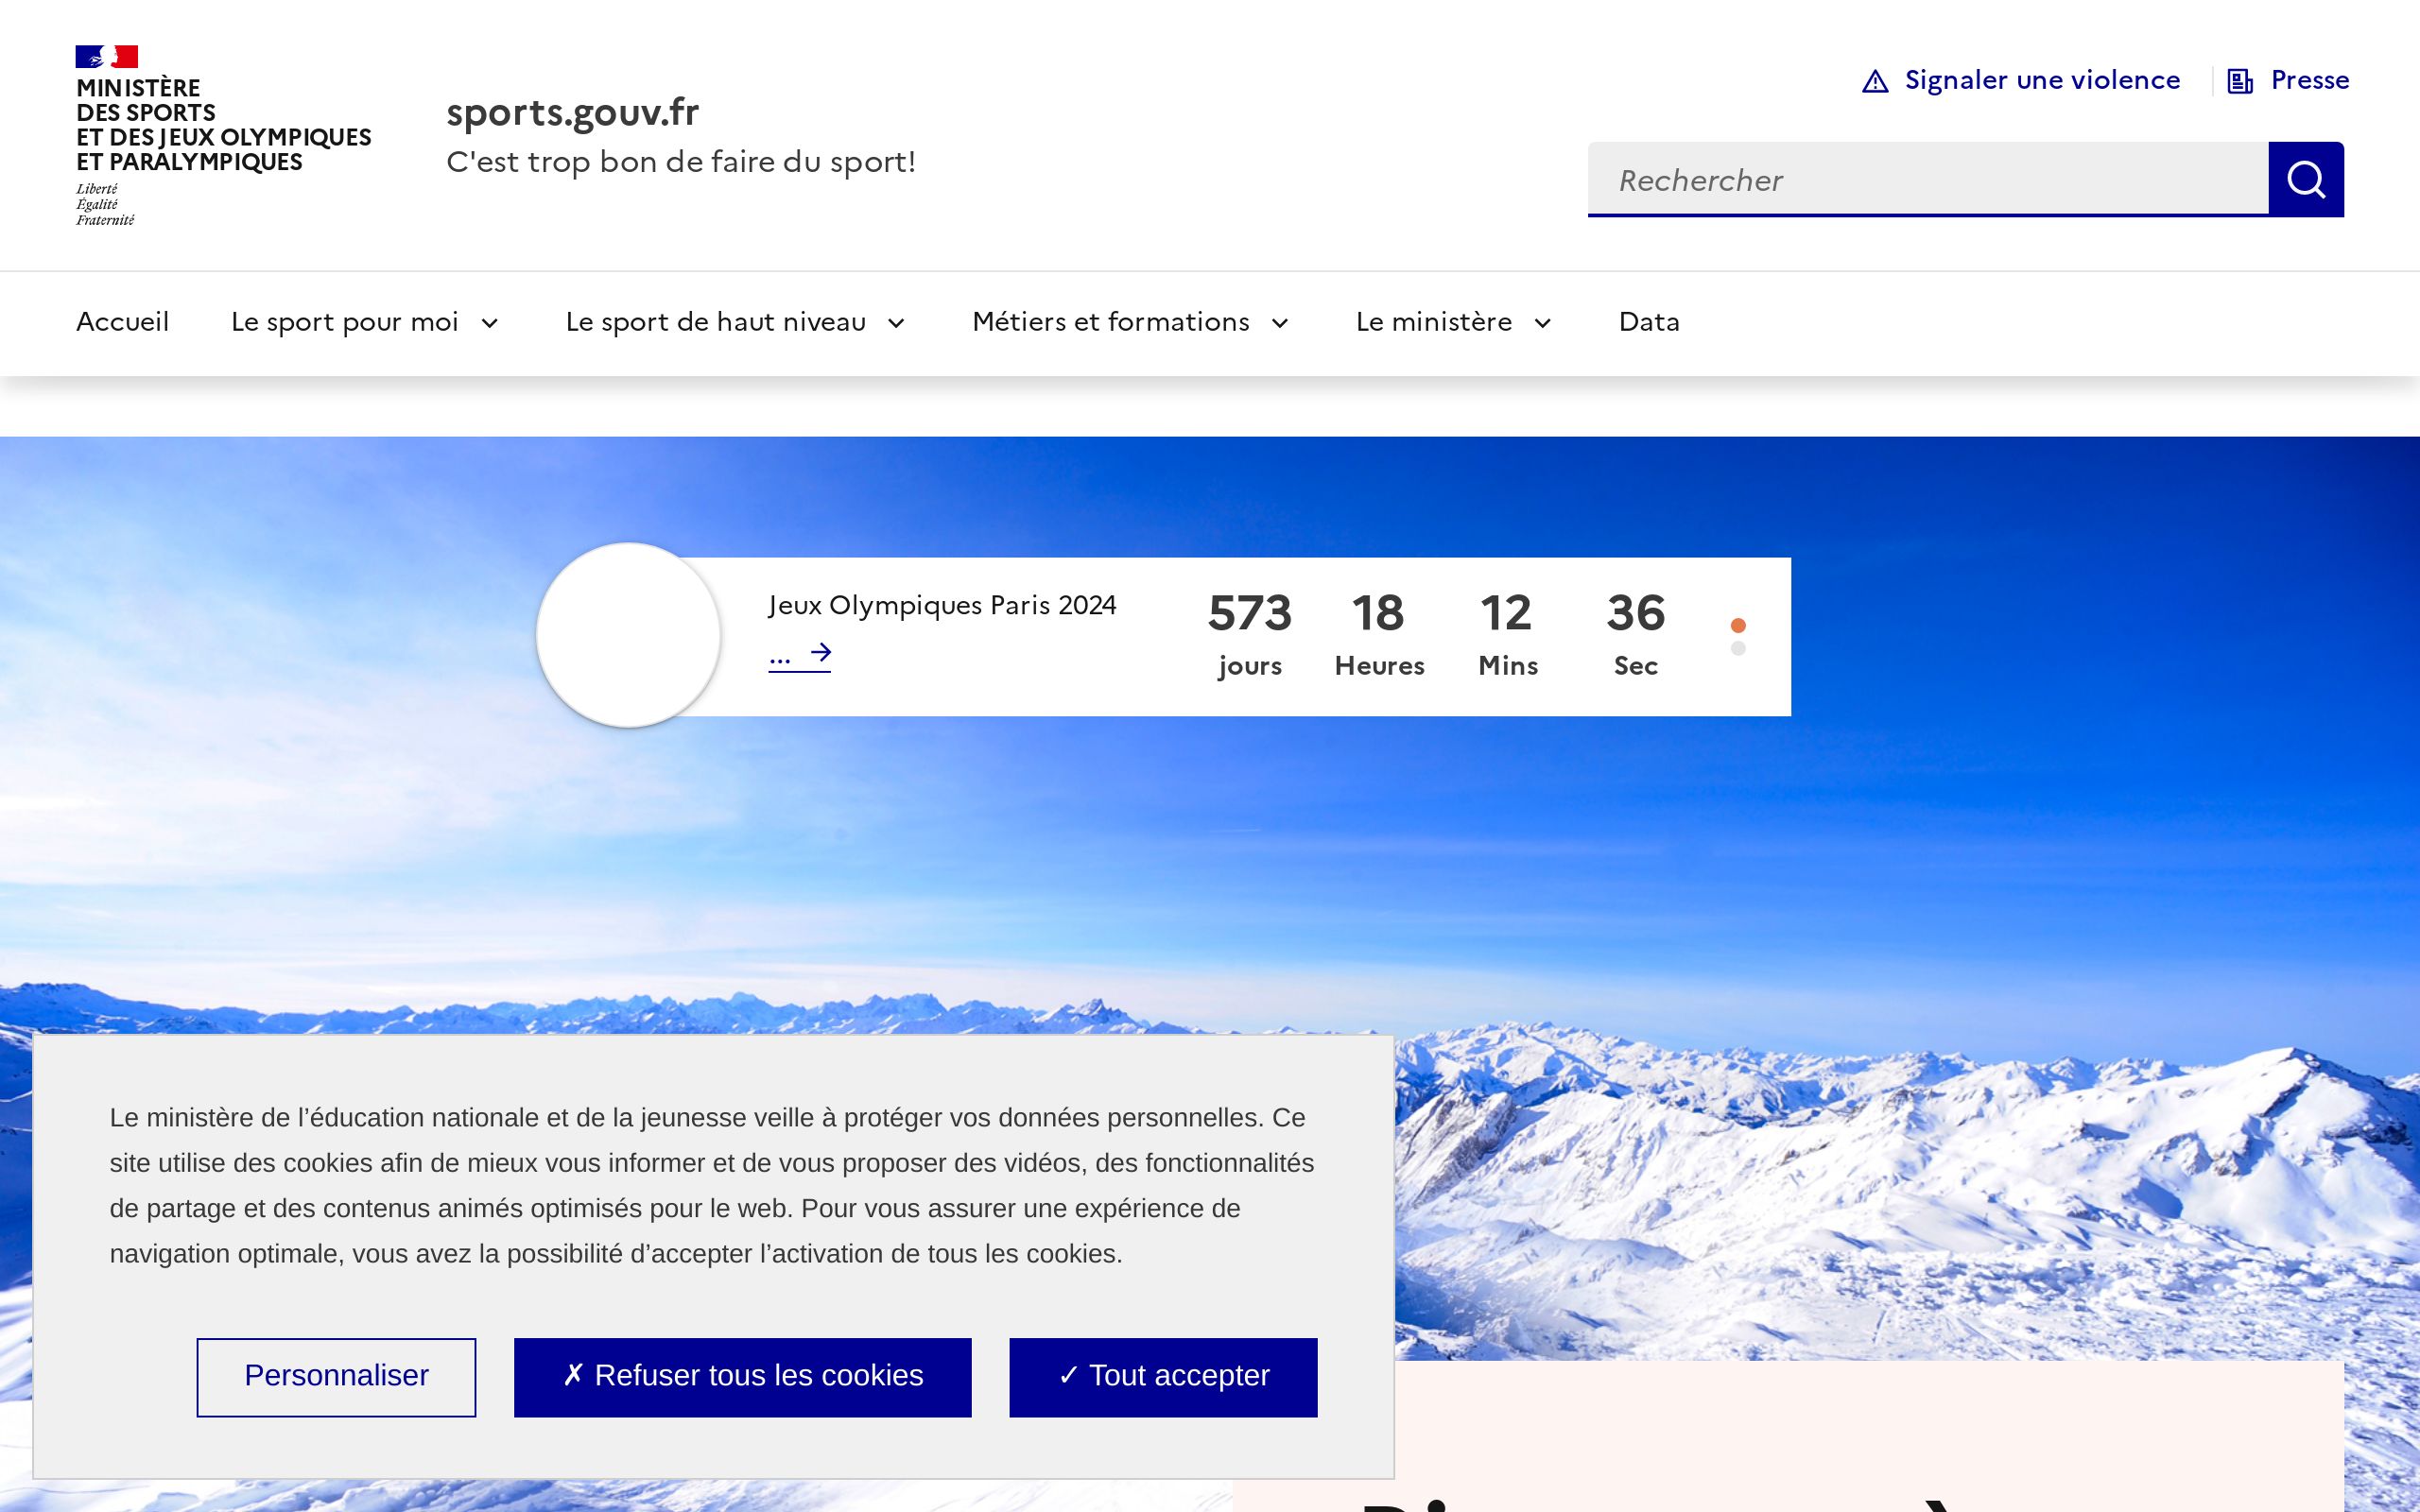 MINISTÈRE
DES SPORTS
ET DES JEUX OLYMPIQUES
ET PARALYMPIQUES
Liberté
Égalité
Fraternité
sports.gouv.fr
C'est trop bon de faire du sport!
Signaler une violence
Presse
Rechercher
Accueil Le sport pour moi Le sport de haut niveau Métiers et formations Le ministère Data
Jeux Olympiques Paris 2024
...
573 18 12 36
jours Heures Mins Sec
Le ministère de l’éducation nationale et de la jeunesse veille à protéger vos données personnelles. Ce
site utilise des cookies afin de mieux vous informer et de vous proposer des vidéos, des fonctionnalités
de partage et des contenus animés optimisés pour le web. Pour vous assurer une expérience de
navigation optimale, vous avez la possibilité d’accepter l’activation de tous les cookies.
Personnaliser ✗ Refuser tous les cookies ✓ Tout accepter